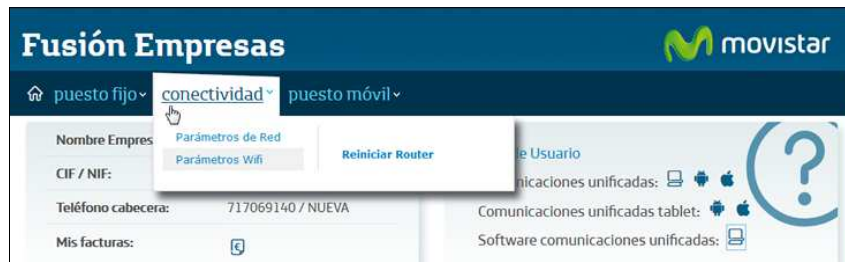 Fusión Empresas
movistar
puesto fijo
conectividad
puesto móvil
Parámetros de Red
Parámetros Wifi
Reiniciar Router
Nombre Empres
CIF / NIF:
Teléfono cabecera: 717069140 / NUEVA
Mis facturas:
e Usuario
nicaciones unificadas:
Comunicaciones unificadas tablet:
Software comunicaciones unificadas: